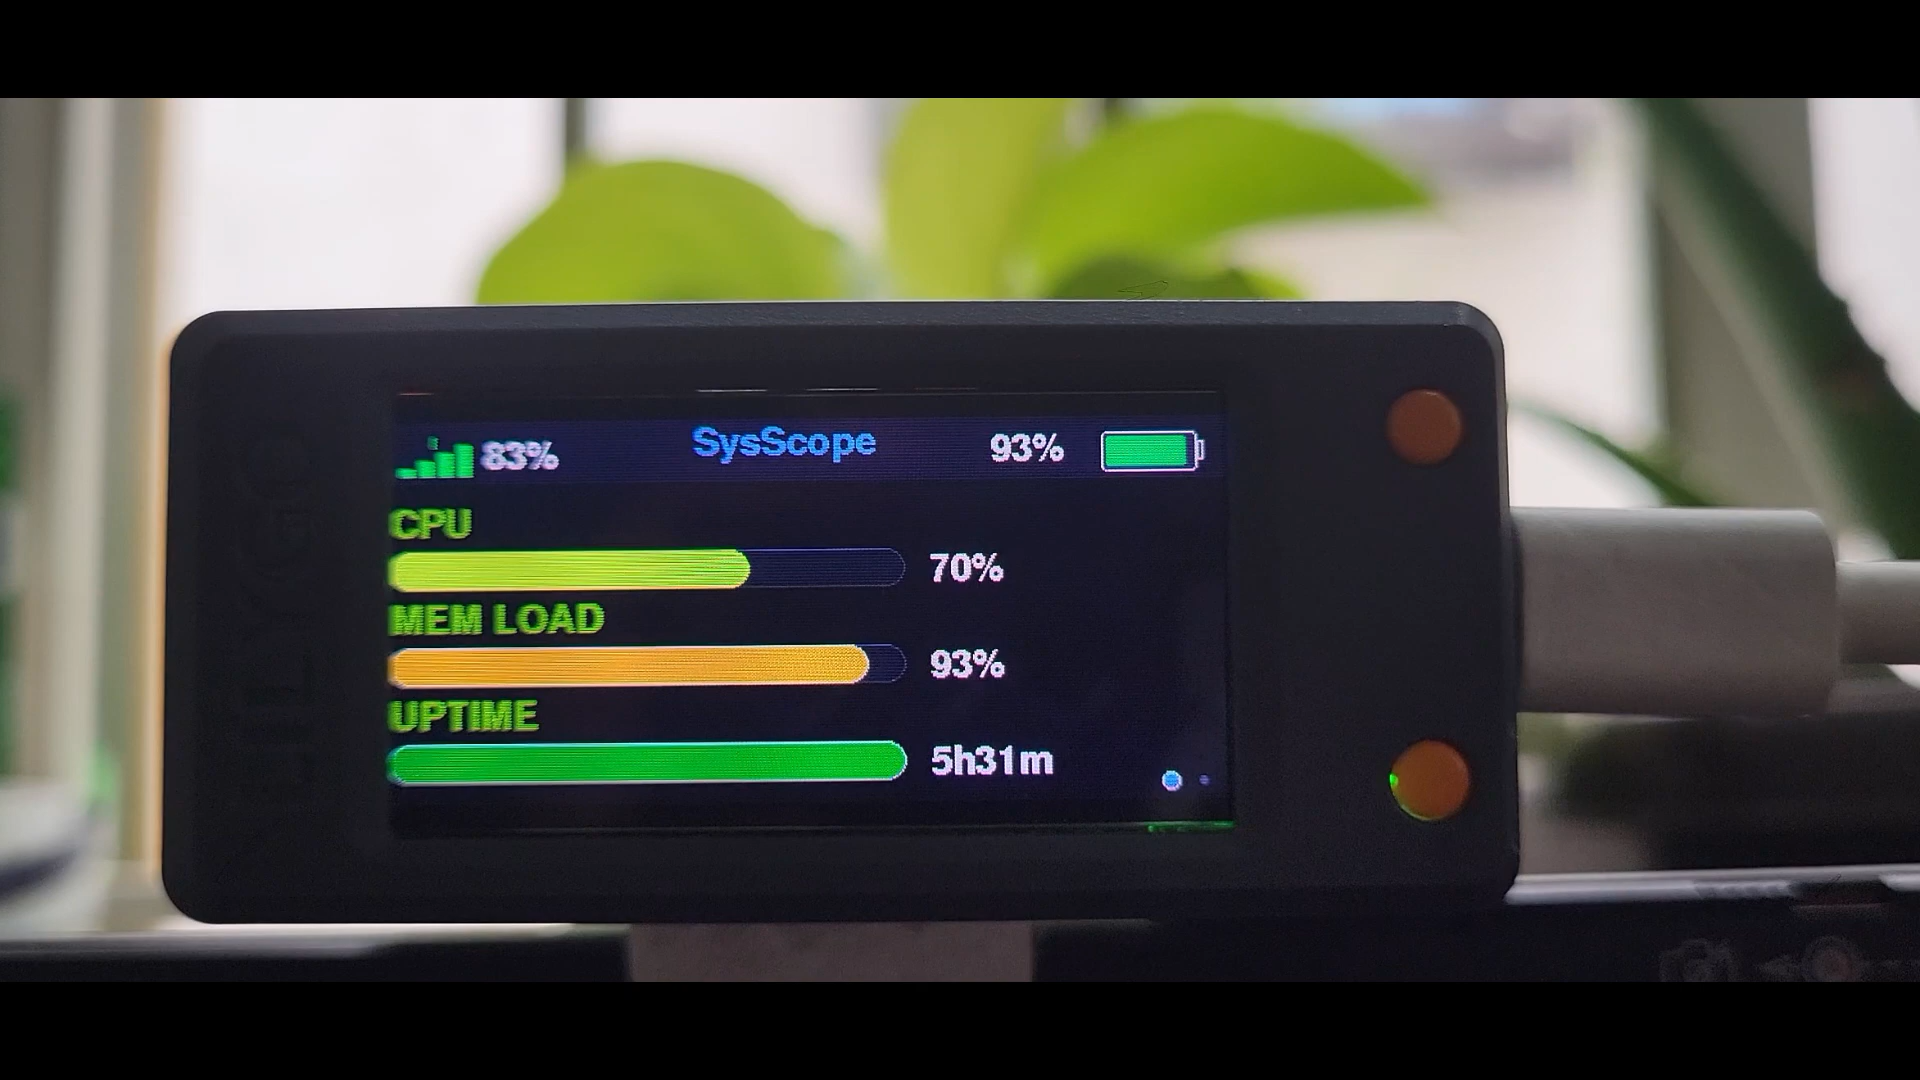 83% SysScope 93%
CPU
70%
MEM LOAD
93%
UPTIME
5h31m